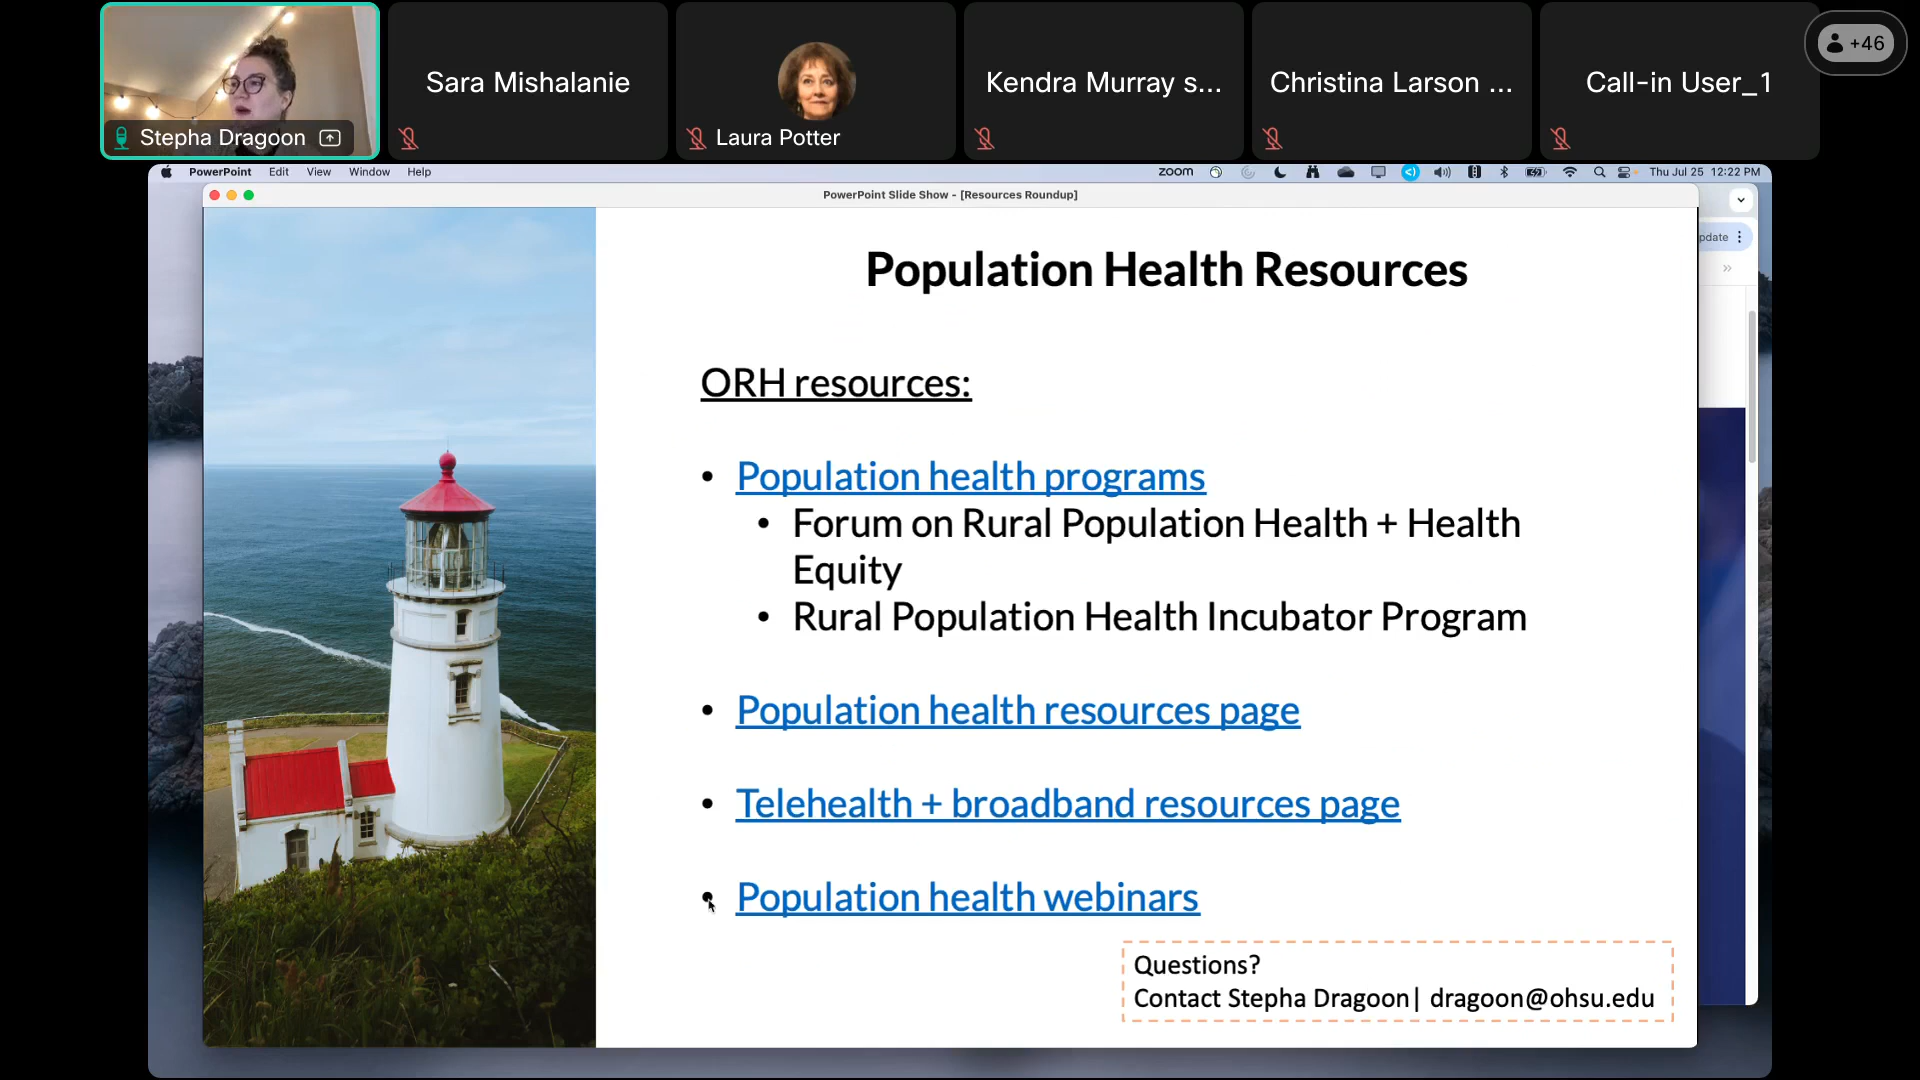 Stepha Dragoon
Sara Mishalanie
Laura Potter
Kendra Murray s...
Christina Larson ...
Call-in User_1
+46
PowerPoint Edit View Window Help
zoom
Thu Jul 25 12:22 PM
PowerPoint Slide Show - [Resources Roundup]
pdate
Population Health Resources
ORH resources:
• Population health programs
• Forum on Rural Population Health + Health
Equity
• Rural Population Health Incubator Program
• Population health resources page
• Telehealth + broadband resources page
• Population health webinars
Questions?
Contact Stepha Dragoon| dragoon@ohsu.edu